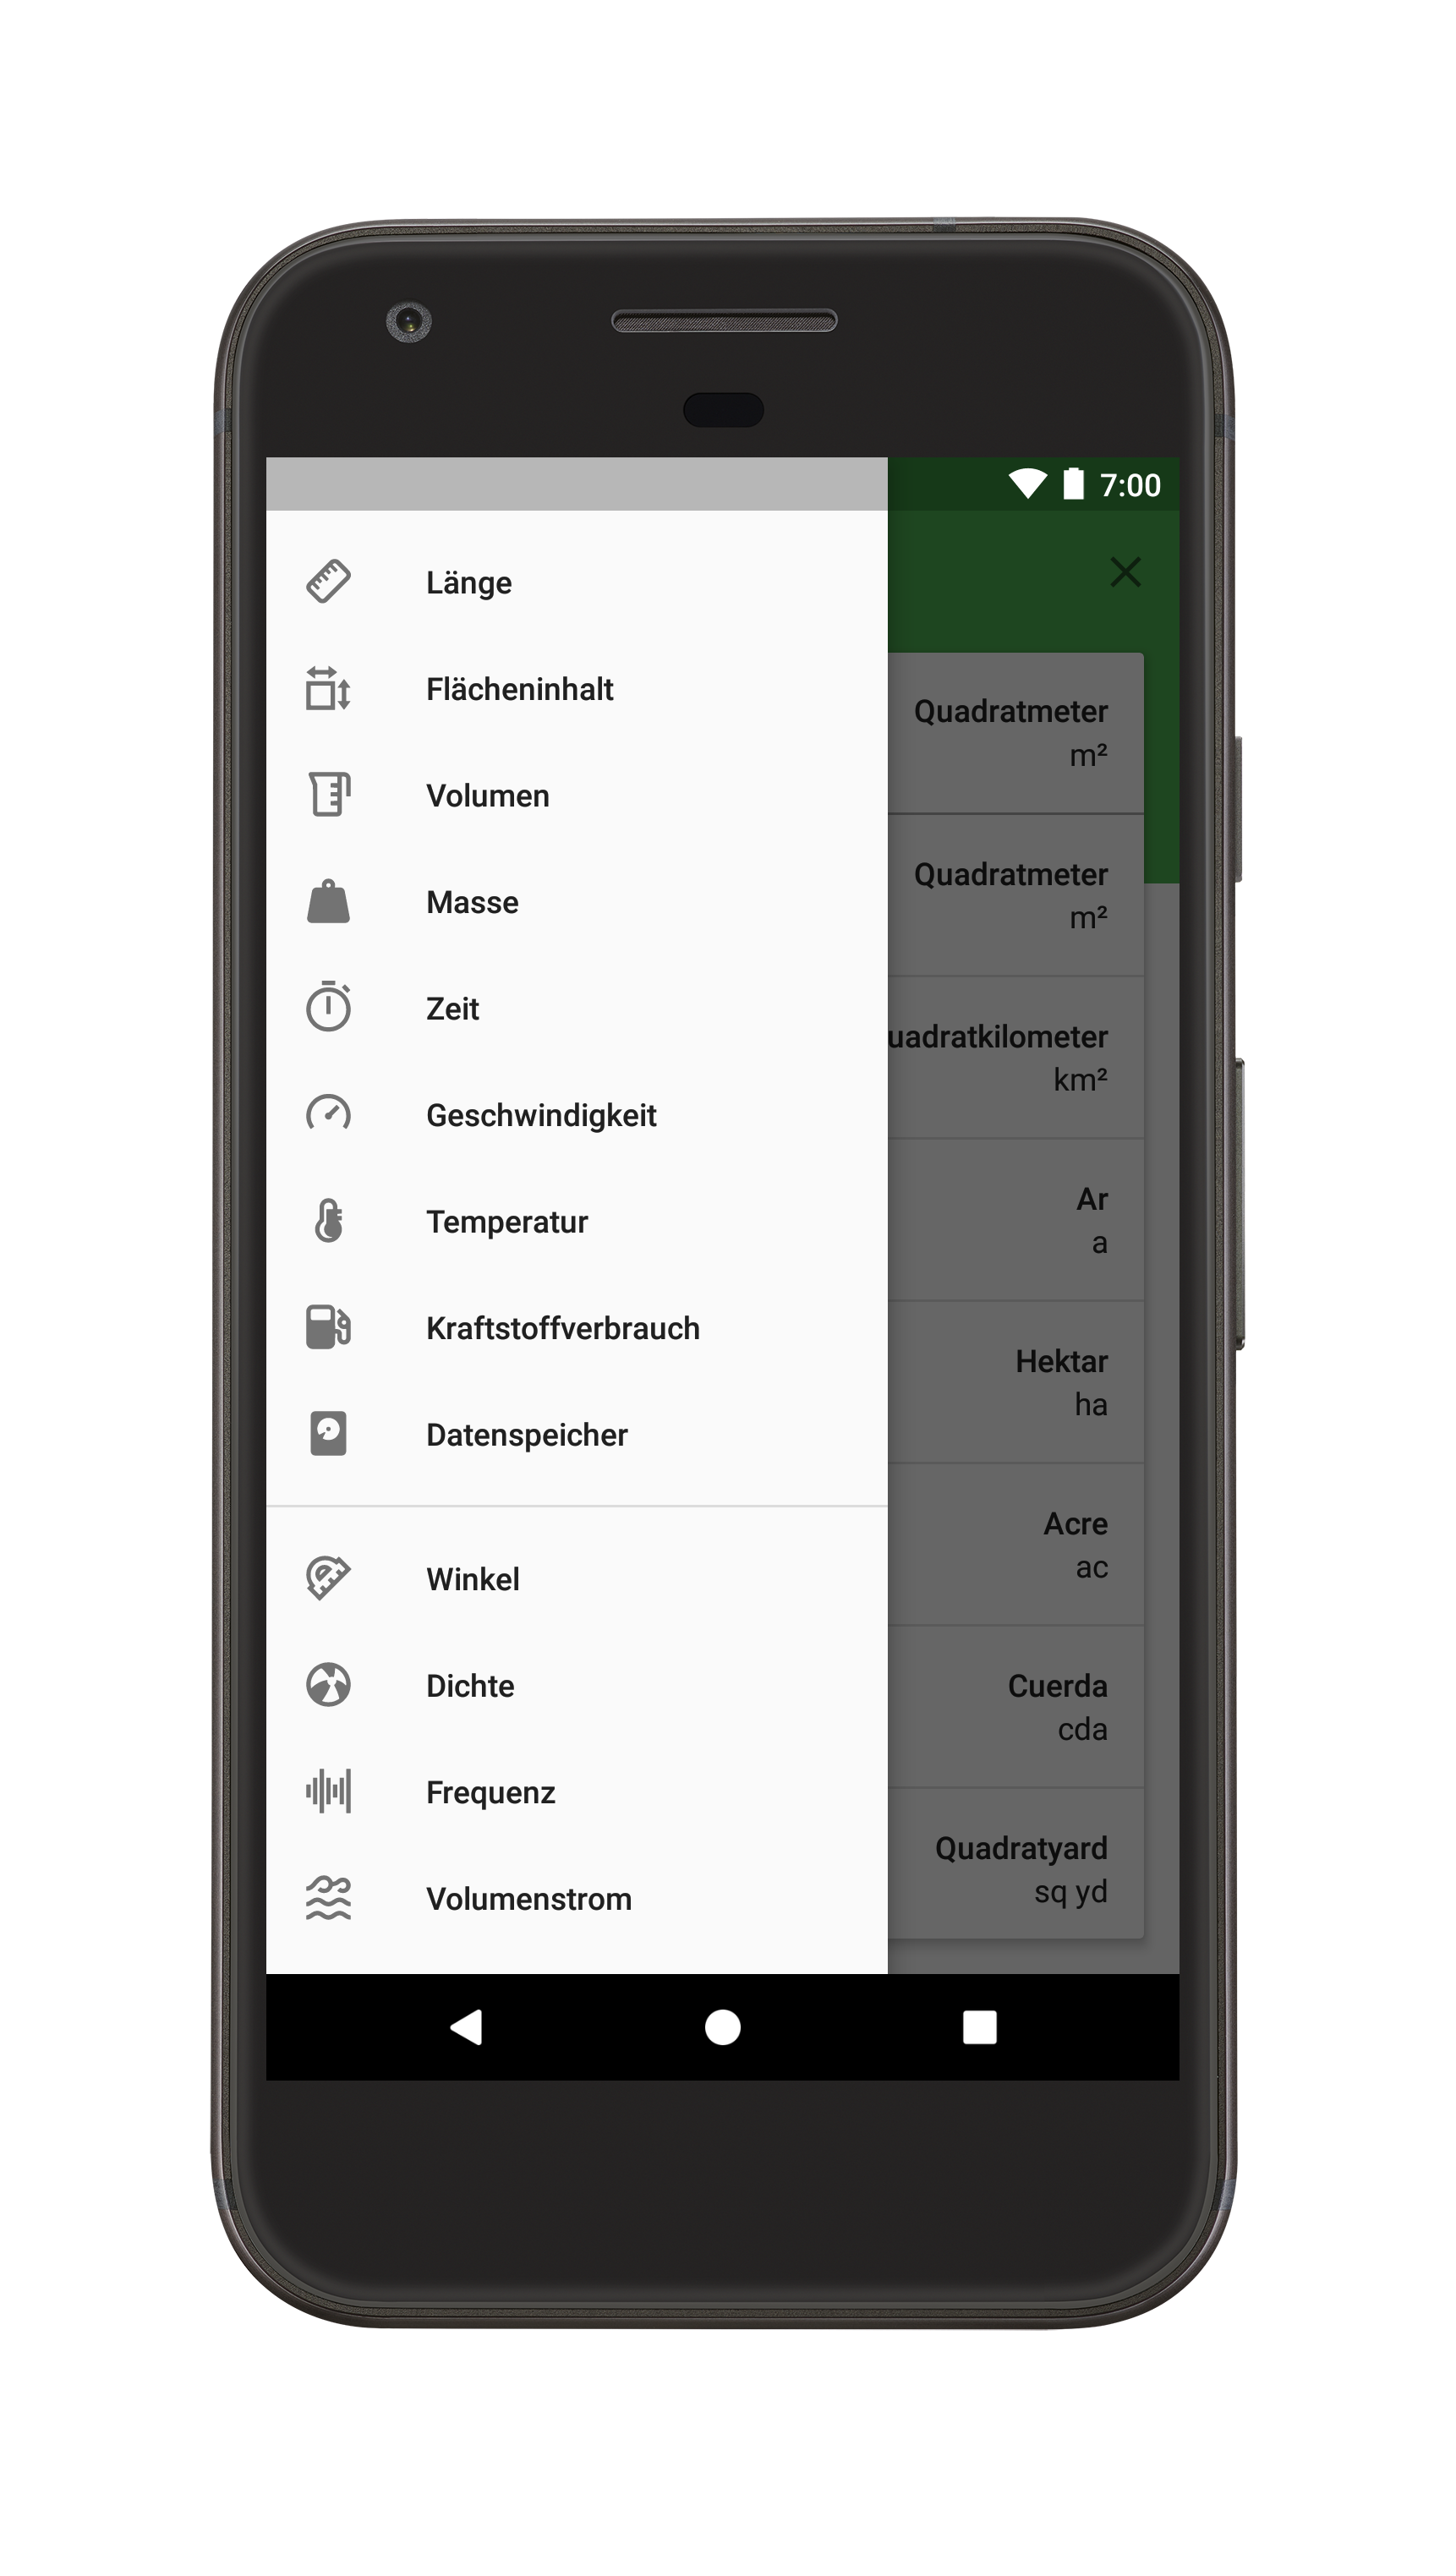 7:00
Länge
Flächeninhalt
Volumen
Masse
Zeit
Geschwindigkeit
Temperatur
Kraftstoffverbrauch
Datenspeicher
Winkel
Dichte
Frequenz
Volumenstrom
Quadratmeter
m²
Quadratmeter
m²
uadratkilometer
km²
Ar
a
Hektar
ha
Acre
ac
Cuerda
cda
Quadratyard
sq yd